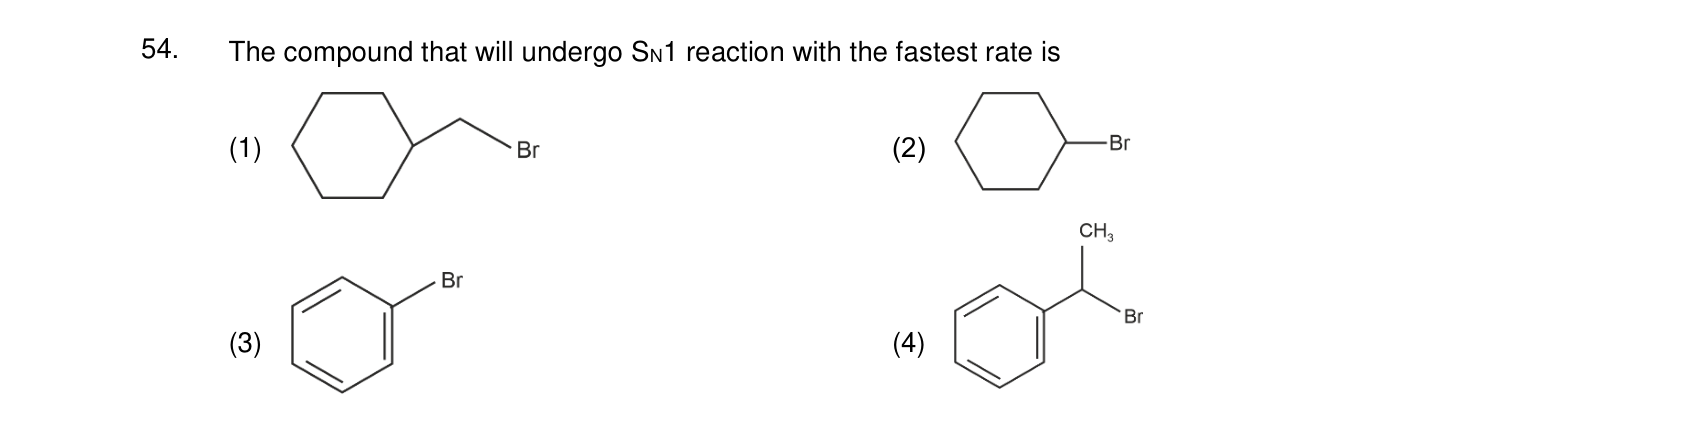 54. The compound that will undergo SN1 reaction with the fastest rate is
(1) Br
(2) Br
(3) Br
(4) CH3 Br